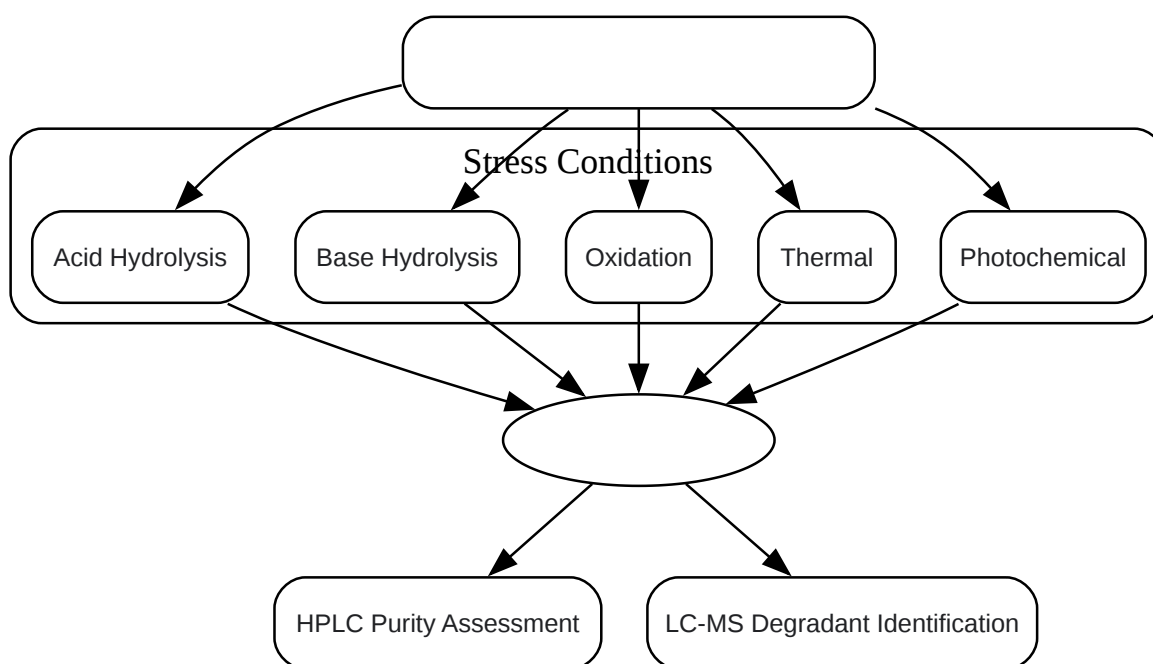 Stress Conditions
Acid Hydrolysis
Base Hydrolysis
Oxidation
Thermal
Photochemical
HPLC Purity Assessment
LC-MS Degradant Identification